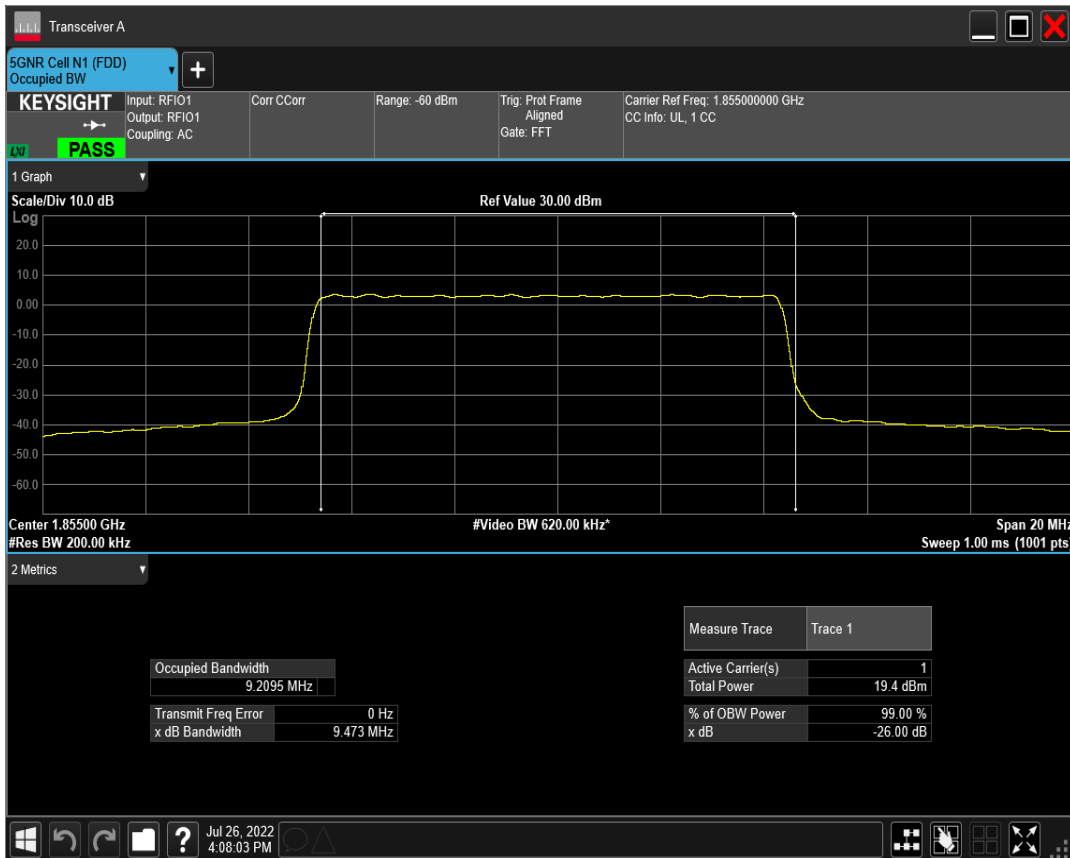 Transceiver A
5GNR Cell N1 (FDD)
Occupied BW
+
KEYSIGHT
LXI
PASS
Input: RFIO1
Output: RFIO1
Coupling: AC
Corr CCorr
Range: -60 dBm
Trig: Prot Frame
Aligned
Gate: FFT
Carrier Ref Freq: 1.855000000 GHz
CC Info: UL, 1 CC
1 Graph
Scale/Div 10.0 dB
Ref Value 30.00 dBm
Log
20.0
10.0
0.00
-10.0
-20.0
-30.0
-40.0
-50.0
-60.0
Center 1.85500 GHz
#Video BW 620.00 kHz*
Span 20 MHz
#Res BW 200.00 kHz
Sweep 1.00 ms (1001 pts)
2 Metrics
Measure Trace Trace 1
Occupied Bandwidth
9.2095 MHz
Active Carrier(s) 1
Total Power 19.4 dBm
Transmit Freq Error 0 Hz
x dB Bandwidth 9.473 MHz
% of OBW Power 99.00 %
x dB -26.00 dB
?
Jul 26, 2022
4:08:03 PM